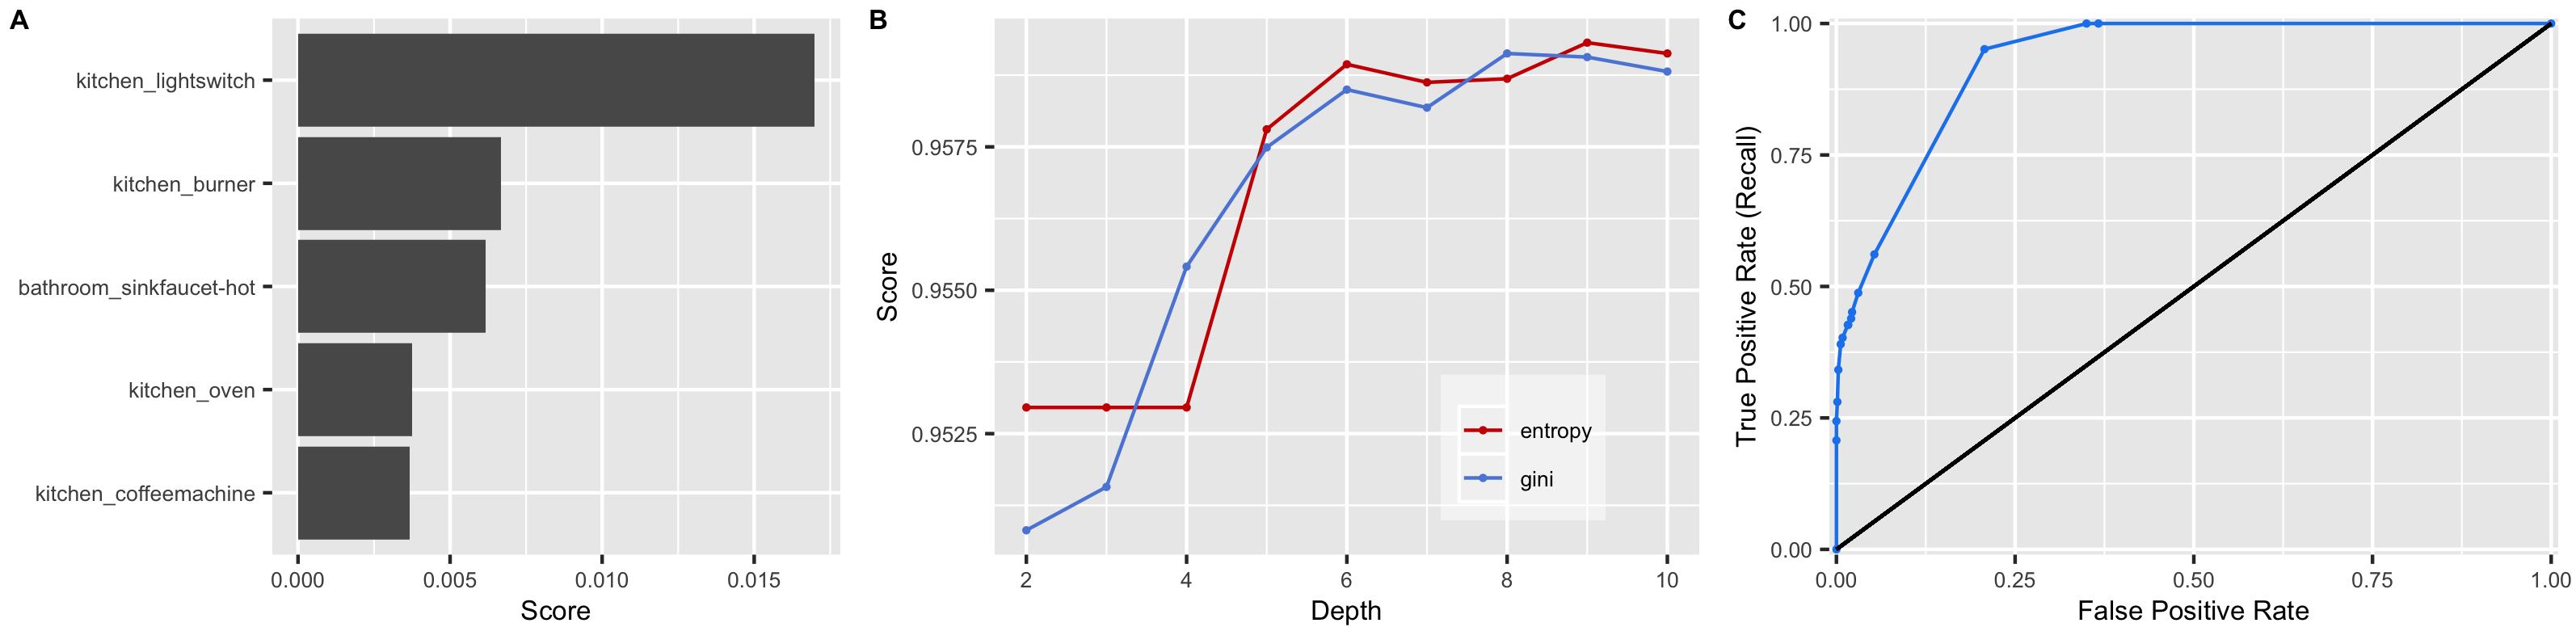 A
kitchen_lightswitch
kitchen_burner
bathroom_sinkfaucet-hot
kitchen_oven
kitchen_coffeemachine
0.000 0.005 0.010 0.015
Score
B
Score
0.9575
0.9550
0.9525
entropy
gini
2 4 6 8 10
Depth
C
True Positive Rate (Recall)
1.00
0.75
0.50
0.25
0.00
0.00 0.25 0.50 0.75 1.00
False Positive Rate